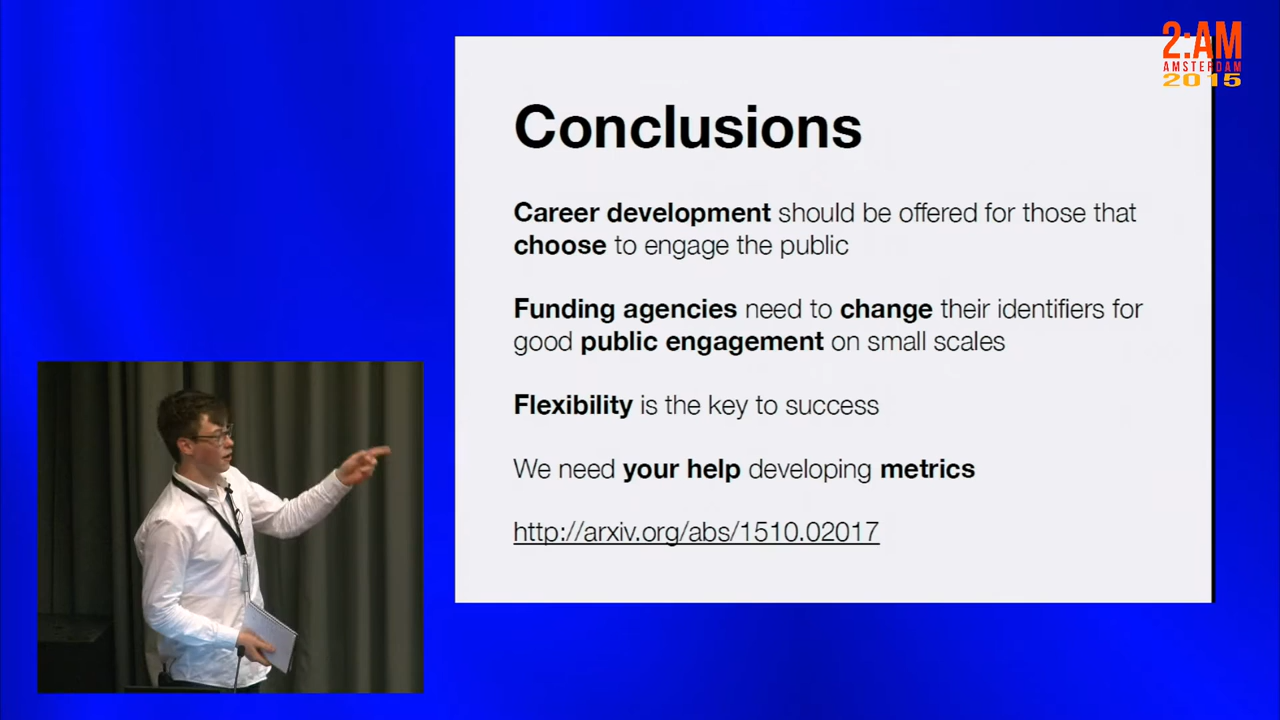 2:AM
AMSTERDAM
2015
Conclusions
Career development should be offered for those that
choose to engage the public
Funding agencies need to change their identifiers for
good public engagement on small scales
Flexibility is the key to success
We need your help developing metrics
http://arxiv.org/abs/1510.02017